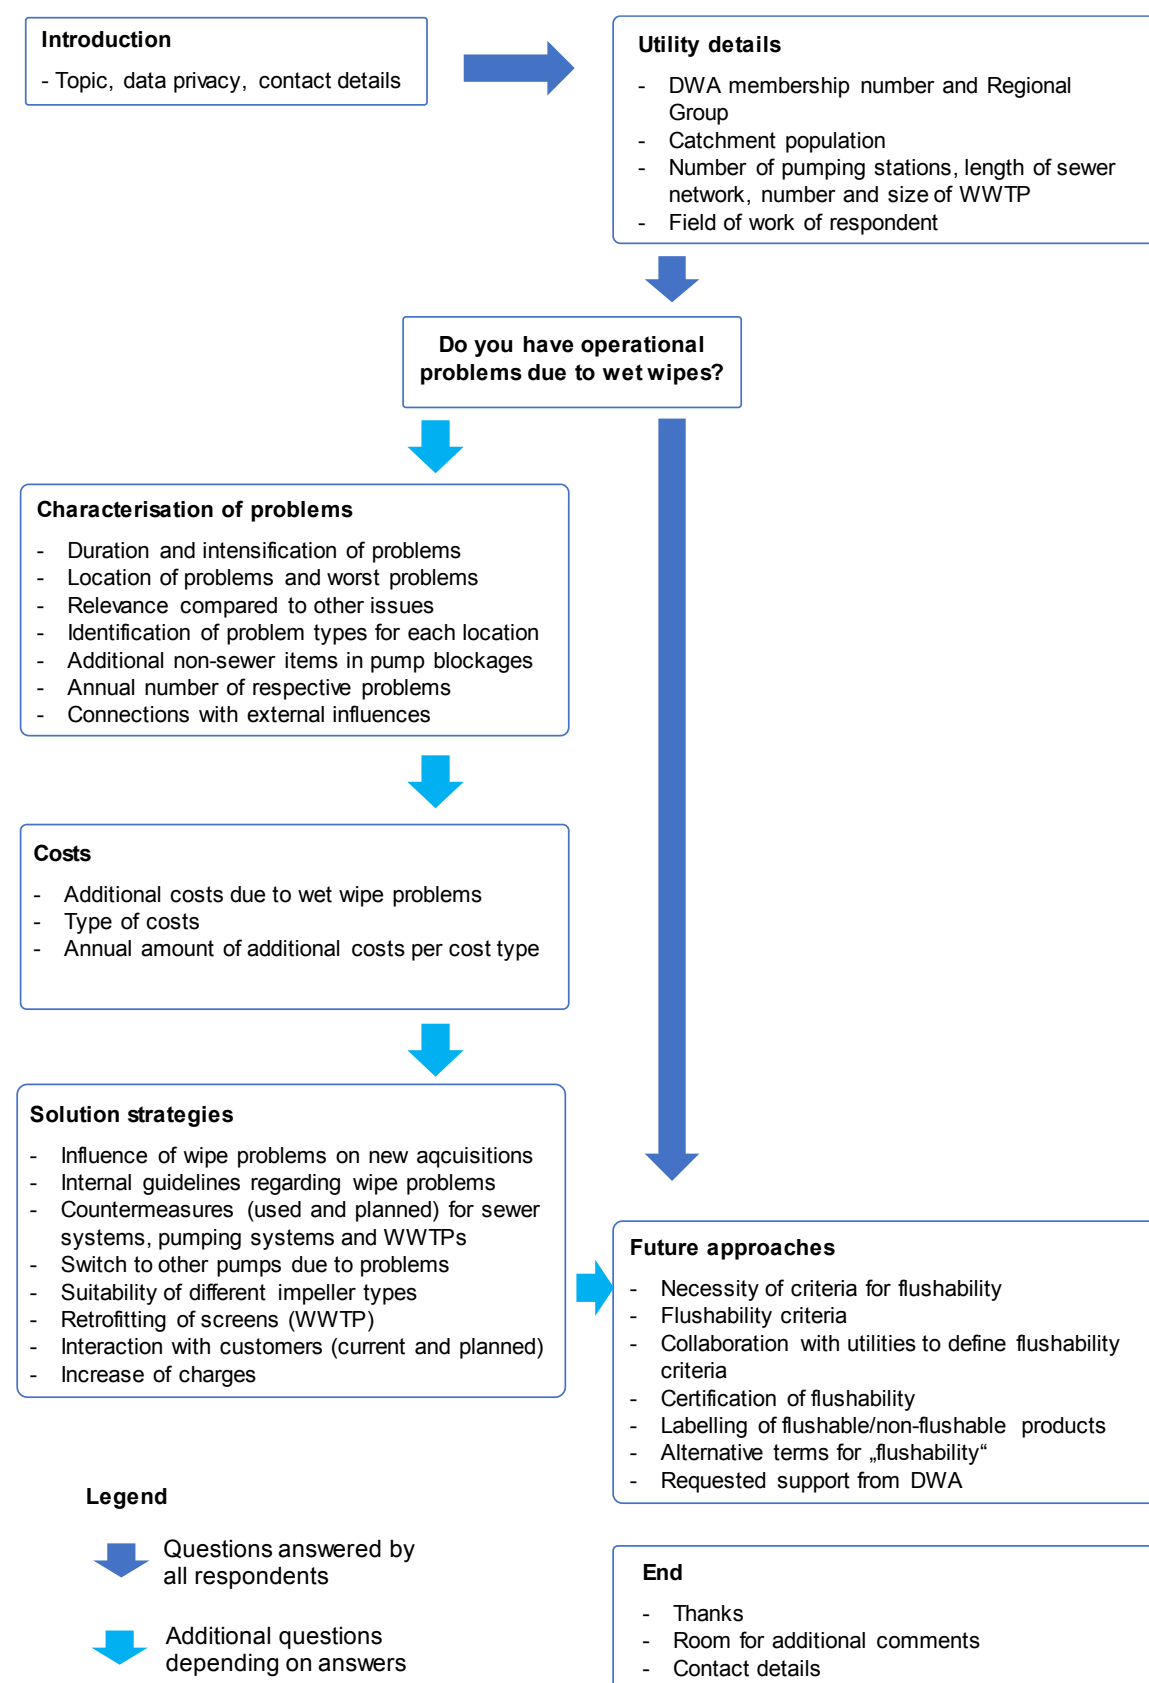 Introduction
- Topic, data privacy, contact details
Utility details
- DWA membership number and Regional
Group
- Catchment population
- Number of pumping stations, length of sewer
network, number and size of WWTP
- Field of work of respondent
Do you have operational
problems due to wet wipes?
Characterisation of problems
- Duration and intensification of problems
- Location of problems and worst problems
- Relevance compared to other issues
- Identification of problem types for each location
- Additional non-sewer items in pump blockages
- Annual number of respective problems
- Connections with external influences
Costs
- Additional costs due to wet wipe problems
- Type of costs
- Annual amount of additional costs per cost type
Solution strategies
- Influence of wipe problems on new aqcuisitions
- Internal guidelines regarding wipe problems
- Countermeasures (used and planned) for sewer
systems, pumping systems and WWTPs
- Switch to other pumps due to problems
- Suitability of different impeller types
- Retrofitting of screens (WWTP)
- Interaction with customers (current and planned)
- Increase of charges
Future approaches
- Necessity of criteria for flushability
- Flushability criteria
- Collaboration with utilities to define flushability
criteria
- Certification of flushability
- Labelling of flushable/non-flushable products
- Alternative terms for „flushability“
- Requested support from DWA
Legend
Questions answered by
all respondents
Additional questions
depending on answers
End
- Thanks
- Room for additional comments
- Contact details